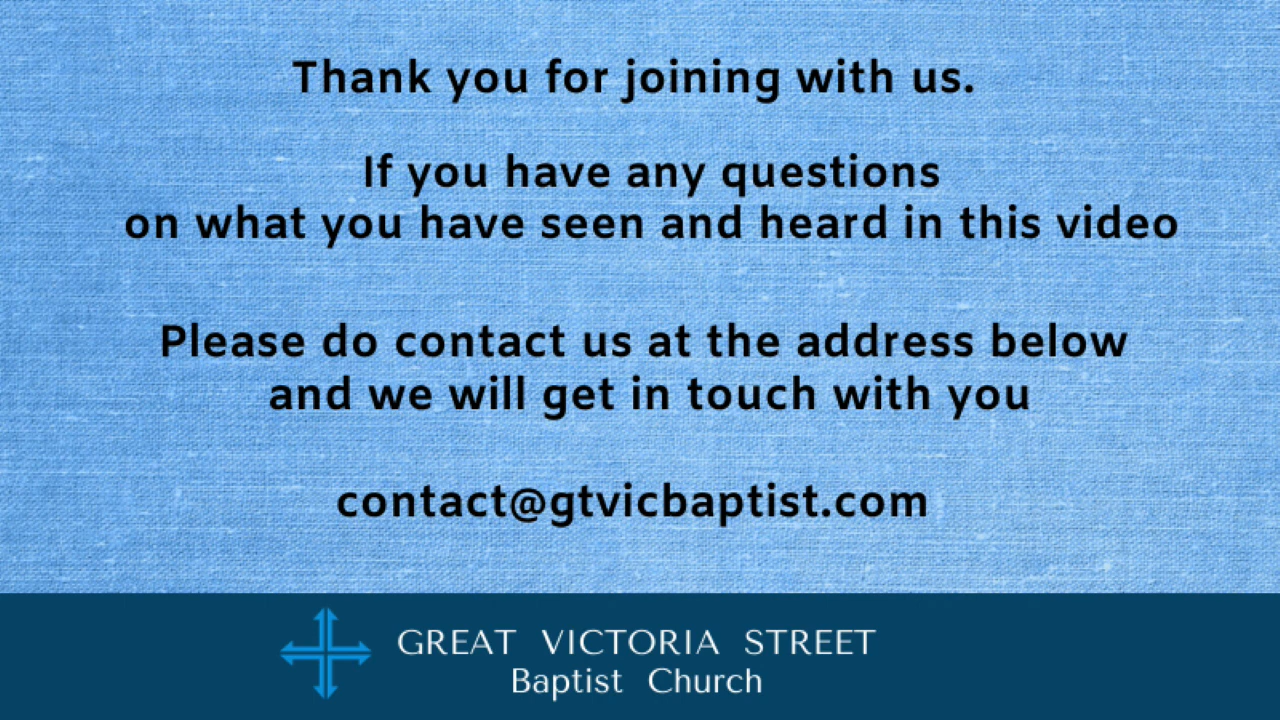 Thank you for joining with us.
If you have any questions
on what you have seen and heard in this video
Please do contact us at the address below
and we will get in touch with you
contact@gtvicbaptist.com
GREAT VICTORIA STREET
Baptist Church